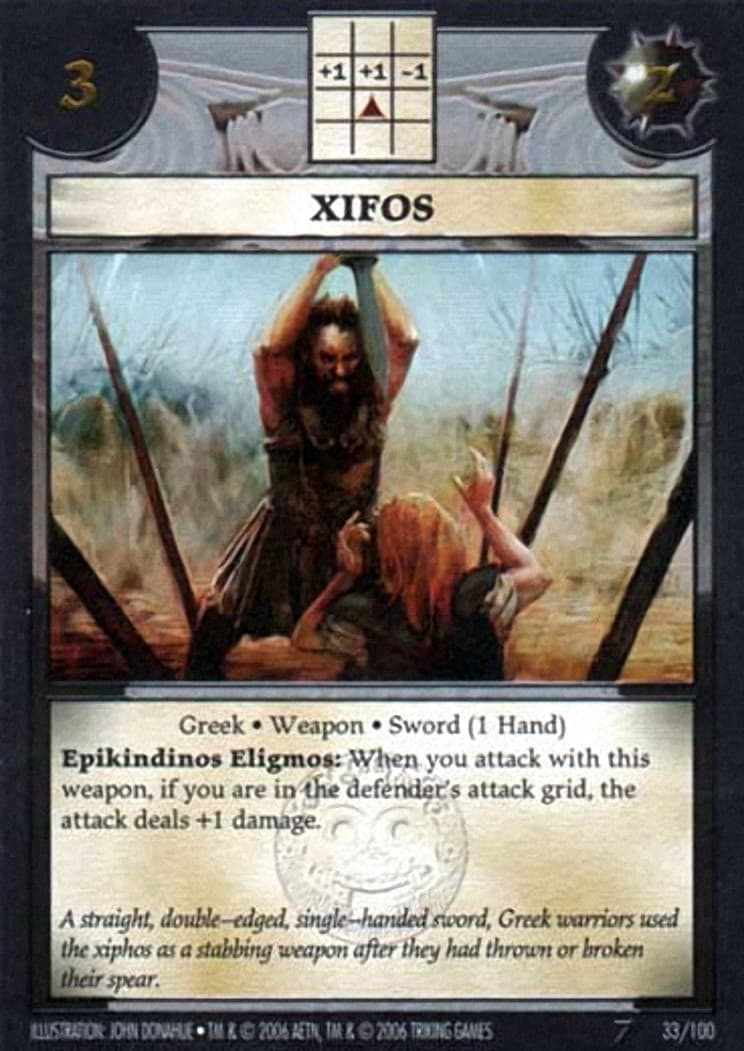 3
+1 +1 -1
2
XIFOS
Greek • Weapon • Sword (1 Hand)
Epikindinos Eligmos: When you attack with this
weapon, if you are in the defender's attack grid, the
attack deals +1 damage.
A straight, double-edged, single-handed sword, Greek warriors used
the xiphos as a stabbing weapon after they had thrown or broken
their spear.
ILLUSTRATION: JOHN DONAHUE • TM & © 2006 AETN, TM & © 2006 TRIKING GAMES 7 33/100